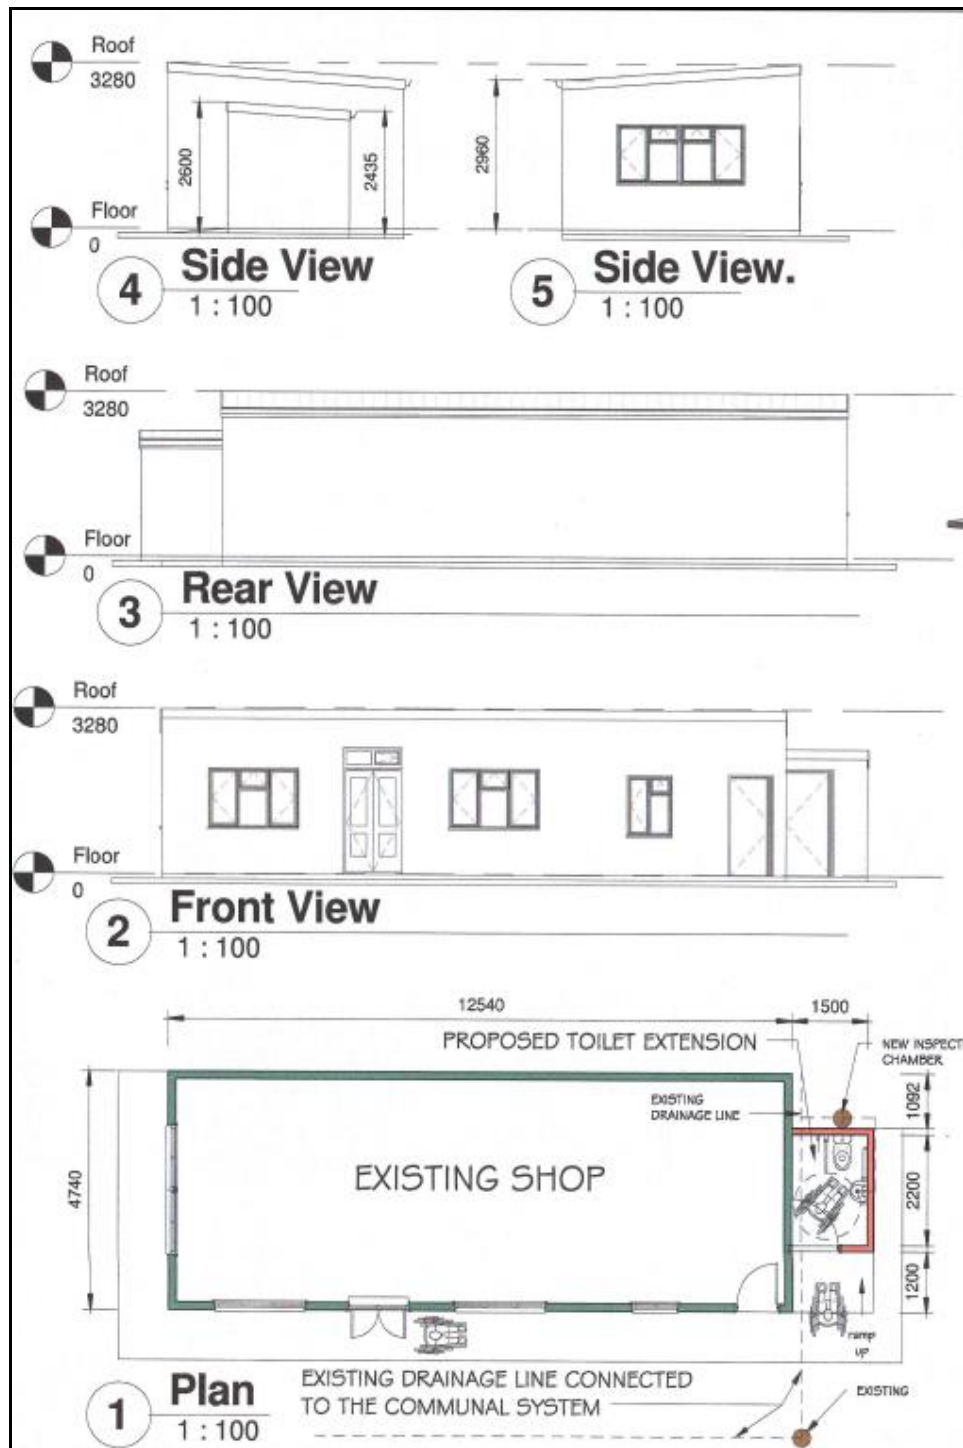 Roof
3280
2600
2435
2960
Floor
0
4 Side View
1 : 100
5 Side View.
1 : 100
Roof
3280
Floor
0
3 Rear View
1 : 100
Roof
3280
Floor
0
2 Front View
1 : 100
12540
1500
PROPOSED TOILET EXTENSION
NEW INSPECT
CHAMBER
EXISTING
DRAINAGE LINE
1092
4740
EXISTING SHOP
2200
1200
ramp
up
1 Plan
1 : 100
EXISTING DRAINAGE LINE CONNECTED
TO THE COMMUNAL SYSTEM
EXISTING